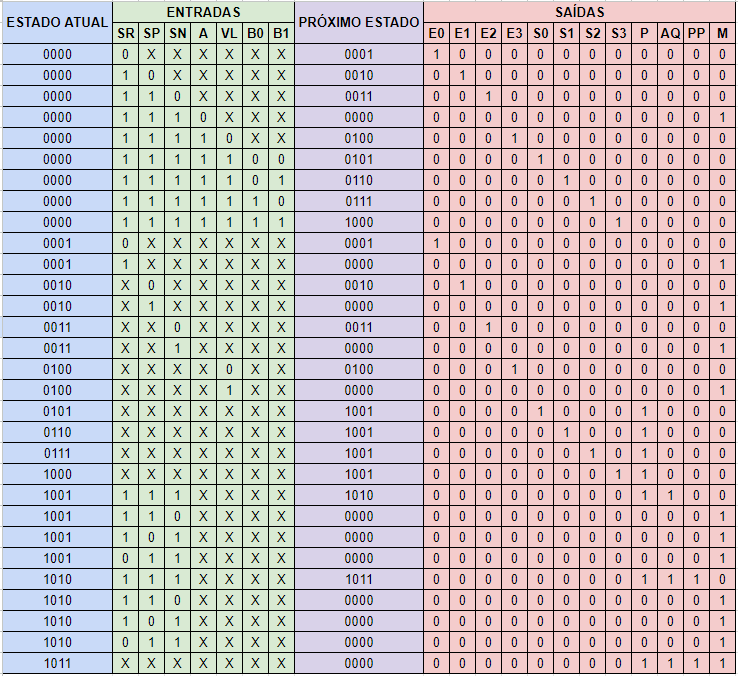 ESTADO ATUAL ENTRADAS PRÓXIMO ESTADO SAÍDAS
SR SP SN A VL B0 B1 E0 E1 E2 E3 S0 S1 S2 S3 P AQ PP M
0000 0 X X X X X X 0001 1 0 0 0 0 0 0 0 0 0 0 0
0000 1 0 X X X X X 0010 0 1 0 0 0 0 0 0 0 0 0 0
0000 1 1 0 X X X X 0011 0 0 1 0 0 0 0 0 0 0 0 0
0000 1 1 1 0 X X X 0000 0 0 0 0 0 0 0 0 0 0 0 1
0000 1 1 1 1 0 X X 0100 0 0 0 1 0 0 0 0 0 0 0 0
0000 1 1 1 1 1 0 0 0101 0 0 0 0 1 0 0 0 0 0 0 0
0000 1 1 1 1 1 0 1 0110 0 0 0 0 0 1 0 0 0 0 0 0
0000 1 1 1 1 1 1 0 0111 0 0 0 0 0 0 1 0 0 0 0 0
0000 1 1 1 1 1 1 1 1000 0 0 0 0 0 0 0 1 0 0 0 0
0001 0 X X X X X X 0001 1 0 0 0 0 0 0 0 0 0 0 0
0001 1 X X X X X X 0000 0 0 0 0 0 0 0 0 0 0 0 1
0010 X 0 X X X X X 0010 0 1 0 0 0 0 0 0 0 0 0 0
0010 X 1 X X X X X 0000 0 0 0 0 0 0 0 0 0 0 0 1
0011 X X 0 X X X X 0011 0 0 1 0 0 0 0 0 0 0 0 0
0011 X X 1 X X X X 0000 0 0 0 0 0 0 0 0 0 0 0 1
0100 X X X X 0 X X 0100 0 0 0 1 0 0 0 0 0 0 0 0
0100 X X X X 1 X X 0000 0 0 0 0 0 0 0 0 0 0 0 1
0101 X X X X X X X 1001 0 0 0 0 1 0 0 0 1 0 0 0
0110 X X X X X X X 1001 0 0 0 0 0 1 0 0 1 0 0 0
0111 X X X X X X X 1001 0 0 0 0 0 0 1 0 1 0 0 0
1000 X X X X X X X 1001 0 0 0 0 0 0 0 1 1 0 0 0
1001 1 1 1 X X X X 1010 0 0 0 0 0 0 0 0 1 1 0 0
1001 1 1 0 X X X X 0000 0 0 0 0 0 0 0 0 0 0 0 1
1001 1 0 1 X X X X 0000 0 0 0 0 0 0 0 0 0 0 0 1
1001 0 1 1 X X X X 0000 0 0 0 0 0 0 0 0 0 0 0 1
1010 1 1 1 X X X X 1011 0 0 0 0 0 0 0 0 1 1 1 0
1010 1 1 0 X X X X 0000 0 0 0 0 0 0 0 0 0 0 0 1
1010 1 0 1 X X X X 0000 0 0 0 0 0 0 0 0 0 0 0 1
1010 0 1 1 X X X X 0000 0 0 0 0 0 0 0 0 0 0 0 1
1011 X X X X X X X 0000 0 0 0 0 0 0 0 0 1 1 1 1